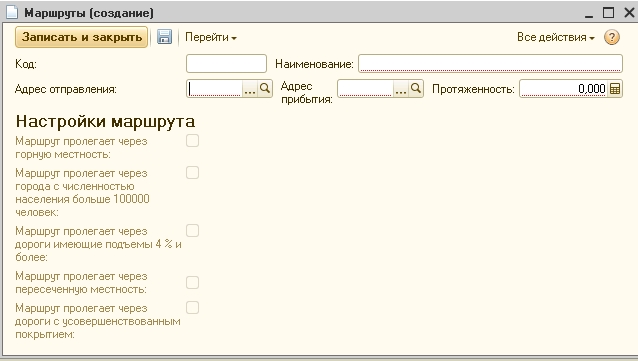 Маршруты (создание)
Записать и закрыть Перейти Все действия
Код: Наименование:
Адрес отправления: ... Адрес прибытия: ... Протяженность: 0,000
Настройки маршрута
Маршрут пролегает через
горную местность:
Маршрут пролегает через
города с численностью
населения больше 100000
человек:
Маршрут пролегает через
дороги имеющие подъемы 4 % и
более:
Маршрут пролегает через
пересеченную местность:
Маршрут пролегает через
дороги с усовершенствованным
покрытием: